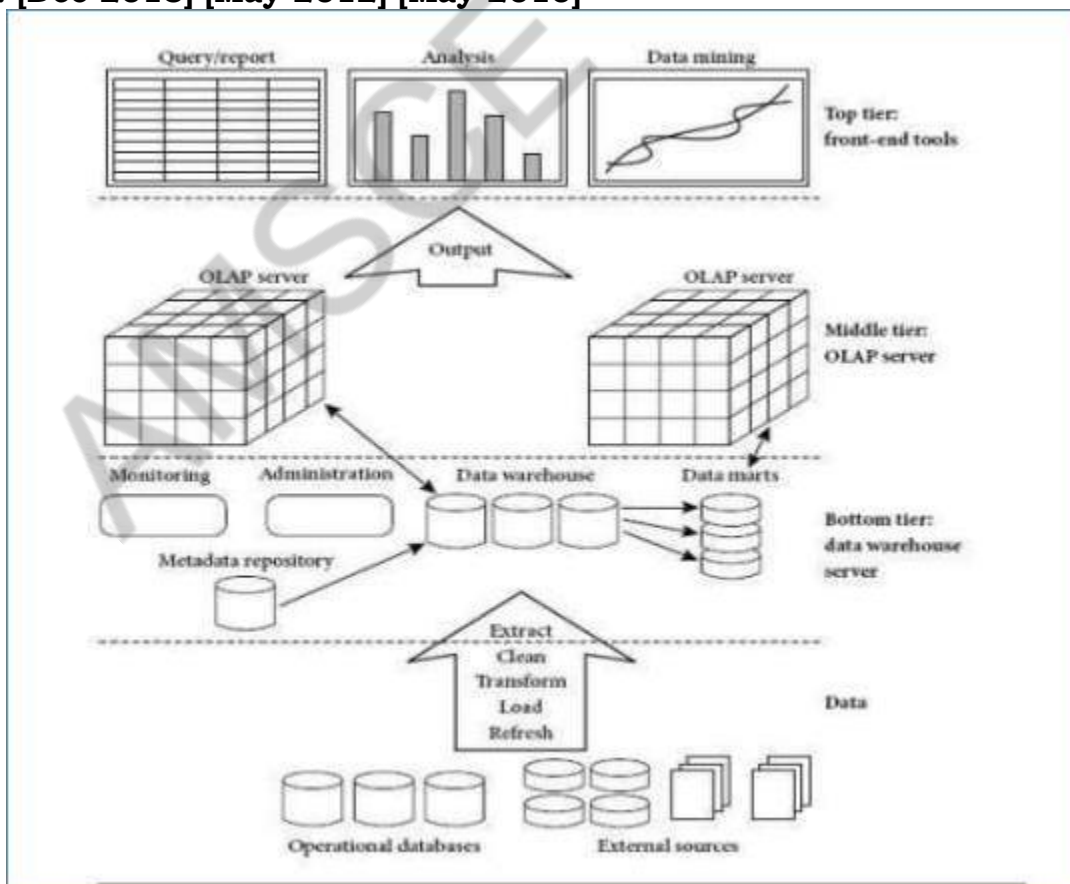 Query/report
Analysis
Data mining
Top tier:
front-end tools
Output
OLAP server
OLAP server
Middle tier:
OLAP server
Monitoring
Administration
Data warehouse
Data marts
Bottom tier:
data warehouse
server
Metadata repository
Extract
Clean
Transform
Load
Refresh
Data
Operational databases
External sources
AMSCE